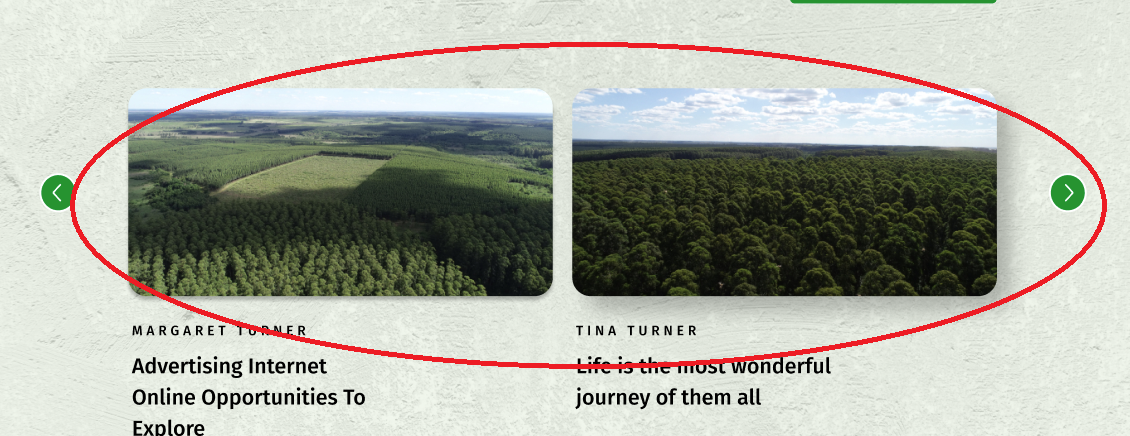 MARGARET TURNER
Advertising Internet
Online Opportunities To
Explore
TINA TURNER
Life is the most wonderful
journey of them all